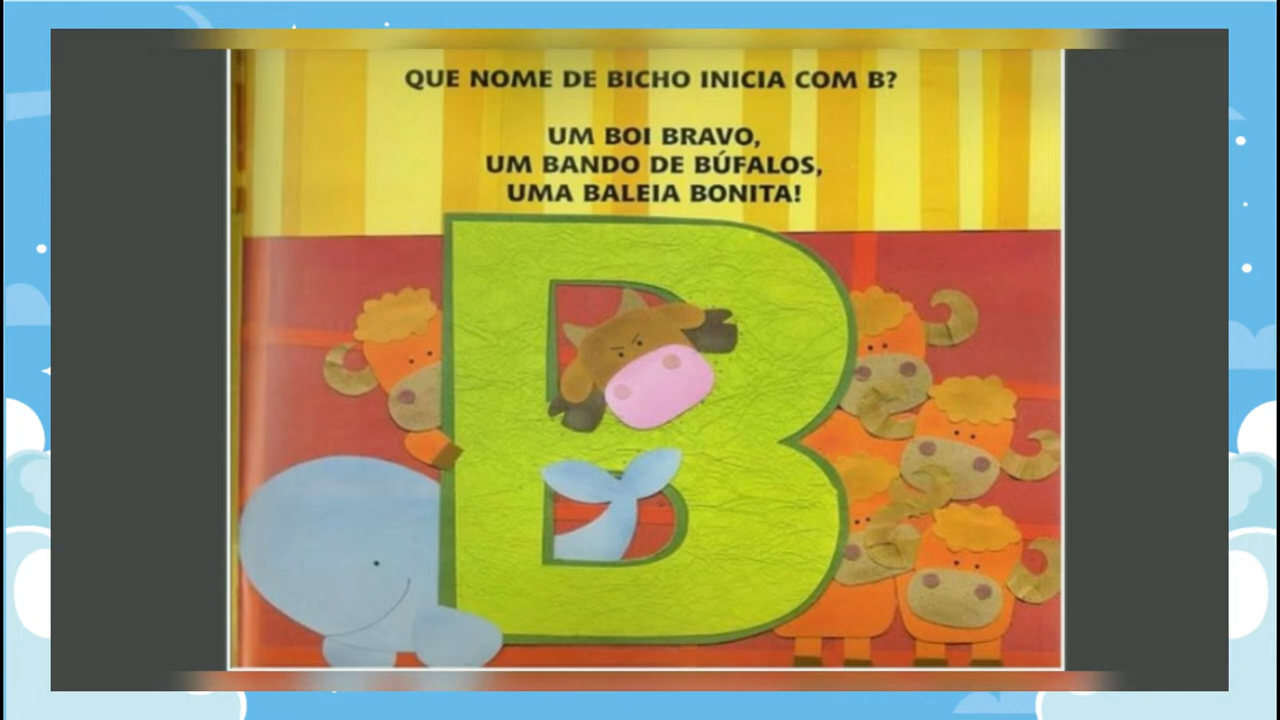 QUE NOME DE BICHO INICIA COM B?
UM BOI BRAVO,
UM BANDO DE BÚFALOS,
UMA BALEIA BONITA!
B